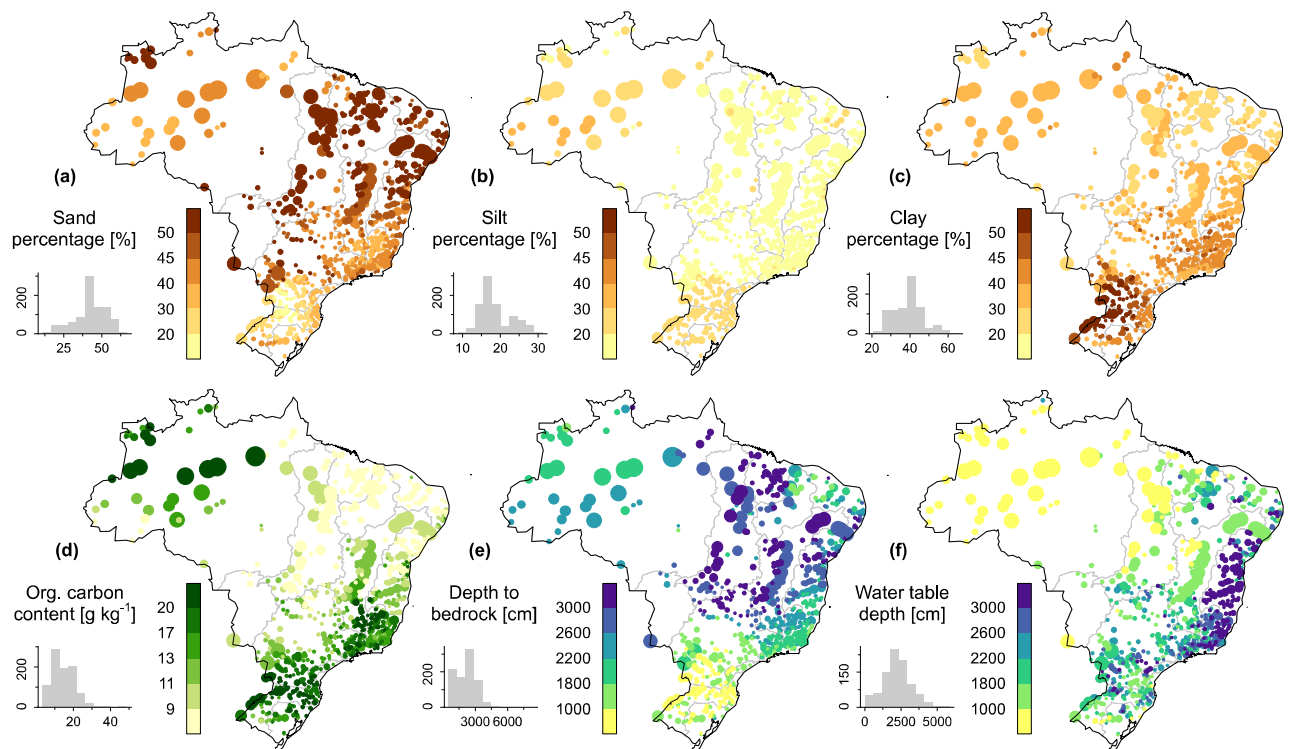 (a)
Sand
percentage [%]
50
45
40
30
20
200
0
25 50
(b)
Silt
percentage [%]
50
45
40
30
20
200
0
10 20 30
(c)
Clay
percentage [%]
50
45
40
30
20
200
0
20 40 60
(d)
Org. carbon
content [g kg⁻¹]
20
17
13
11
9
200
0
20 40
(e)
Depth to
bedrock [cm]
3000
2600
2200
1800
1000
200
0
3000 6000
(f)
Water table
depth [cm]
3000
2600
2200
1800
1000
150
0
0 2500 5000